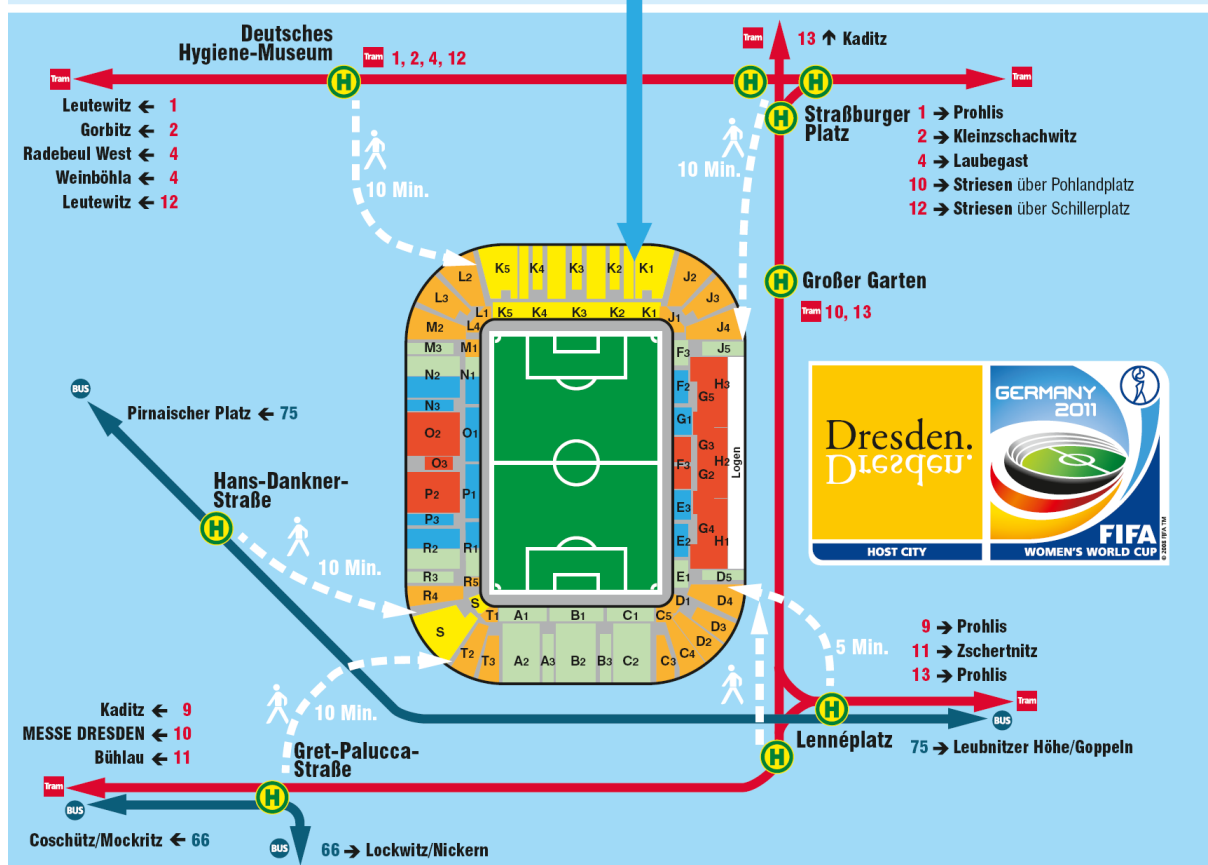 Deutsches
Hygiene-Museum
Tram 1, 2, 4, 12
Tram 13 ↑ Kaditz
Tram
Tram
H
H
H
H
Leutewitz ← 1
Gorbitz ← 2
Radebeul West ← 4
Weinböhla ← 4
Leutewitz ← 12
Straßburger
Platz
1 → Prohlis
2 → Kleinzschachwitz
4 → Laubegast
10 → Striesen über Pohlandplatz
12 → Striesen über Schillerplatz
10 Min.
10 Min.
H
Großer Garten
Tram 10, 13
L2 K5 K4 K3 K2 K1 J2
L3 J3
L1 K5 K4 K3 K2 K1 J1
M2 L4 J4
M3 M1 F3 J5
N2 N1 F2 H3
G5
N3 G1
O2 O1 G3
O3 F3 H2
G2
Logen
P2 P1 E3
P3 G4
R2 R1 E2 H1
R3 R5 E1 D5
R4 S T1 A1 B1 C1 C5 D1 D4
S D3
T2 T3 A2 A3 B2 B3 C2 C3 C4 D2
BUS
Pirnaischer Platz ← 75
Hans-Dankner-
Straße
H
10 Min.
Dresden.
Dresden.
HOST CITY
GERMANY
2011
FIFA
WOMEN'S WORLD CUP
© 2008 FIFA TM
9 → Prohlis
11 → Zschertnitz
13 → Prohlis
5 Min.
Tram
BUS
H
Lennéplatz
H
75 → Leubnitzer Höhe/Goppeln
10 Min.
Kaditz ← 9
MESSE DRESDEN ← 10
Bühlau ← 11
Gret-Palucca-
Straße
Tram
H
BUS
Coschütz/Mockritz ← 66
BUS
66 → Lockwitz/Nickern